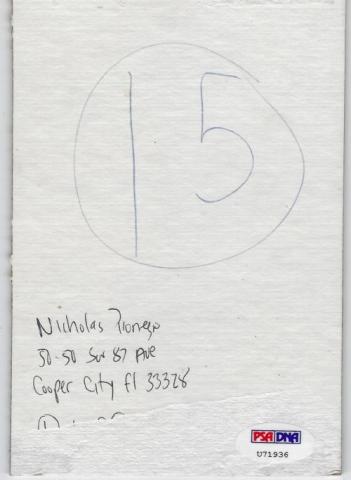 15
Nicholas
50-50 SW 87 Ave
Cooper City Fl 33328
PSA DNA
U71936